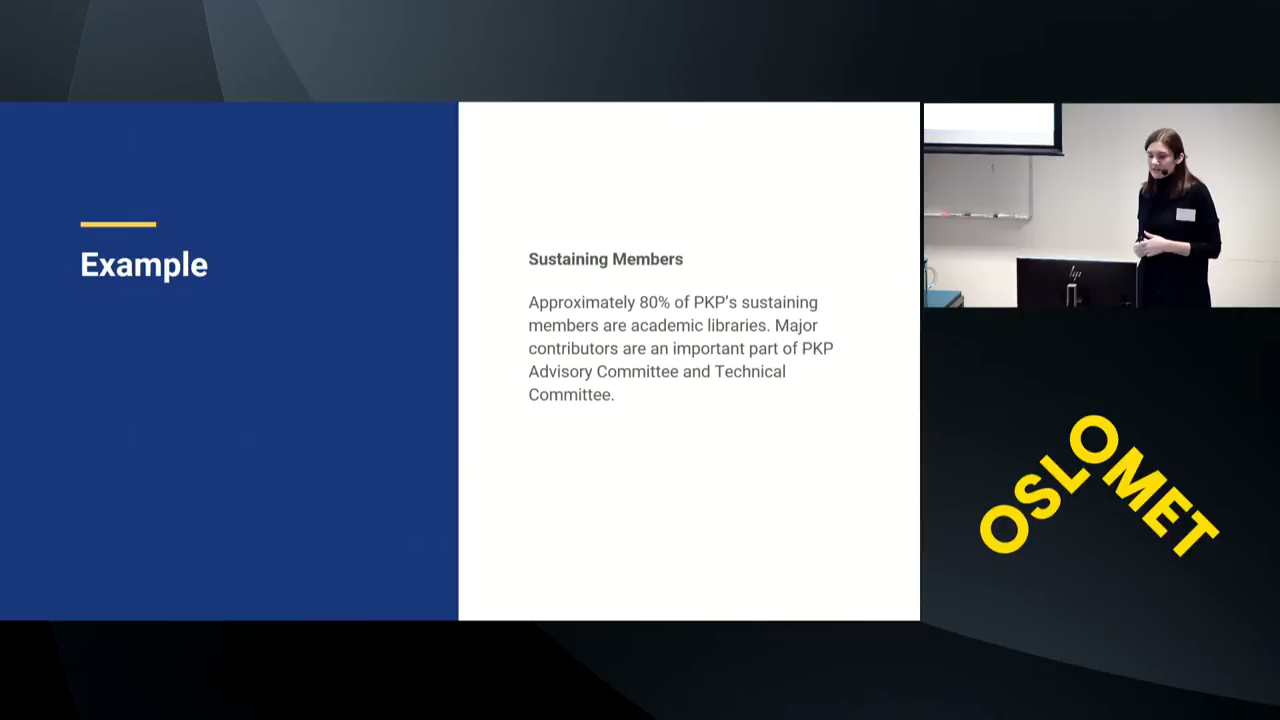 Example
Sustaining Members
Approximately 80% of PKP's sustaining
members are academic libraries. Major
contributors are an important part of PKP
Advisory Committee and Technical
Committee.
hp
OSLOMET